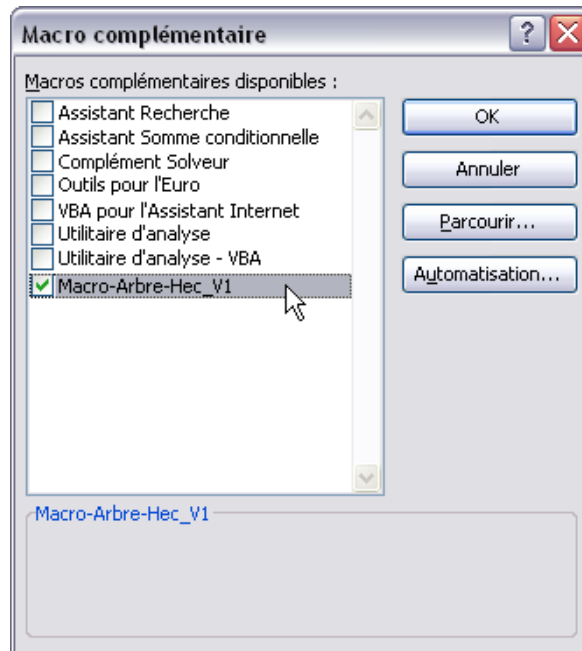 Macro complémentaire
Macros complémentaires disponibles :
Assistant Recherche
Assistant Somme conditionnelle
Complément Solveur
Outils pour l'Euro
VBA pour l'Assistant Internet
Utilitaire d'analyse
Utilitaire d'analyse - VBA
Macro-Arbre-Hec_V1
OK
Annuler
Parcourir...
Automatisation...
Macro-Arbre-Hec_V1